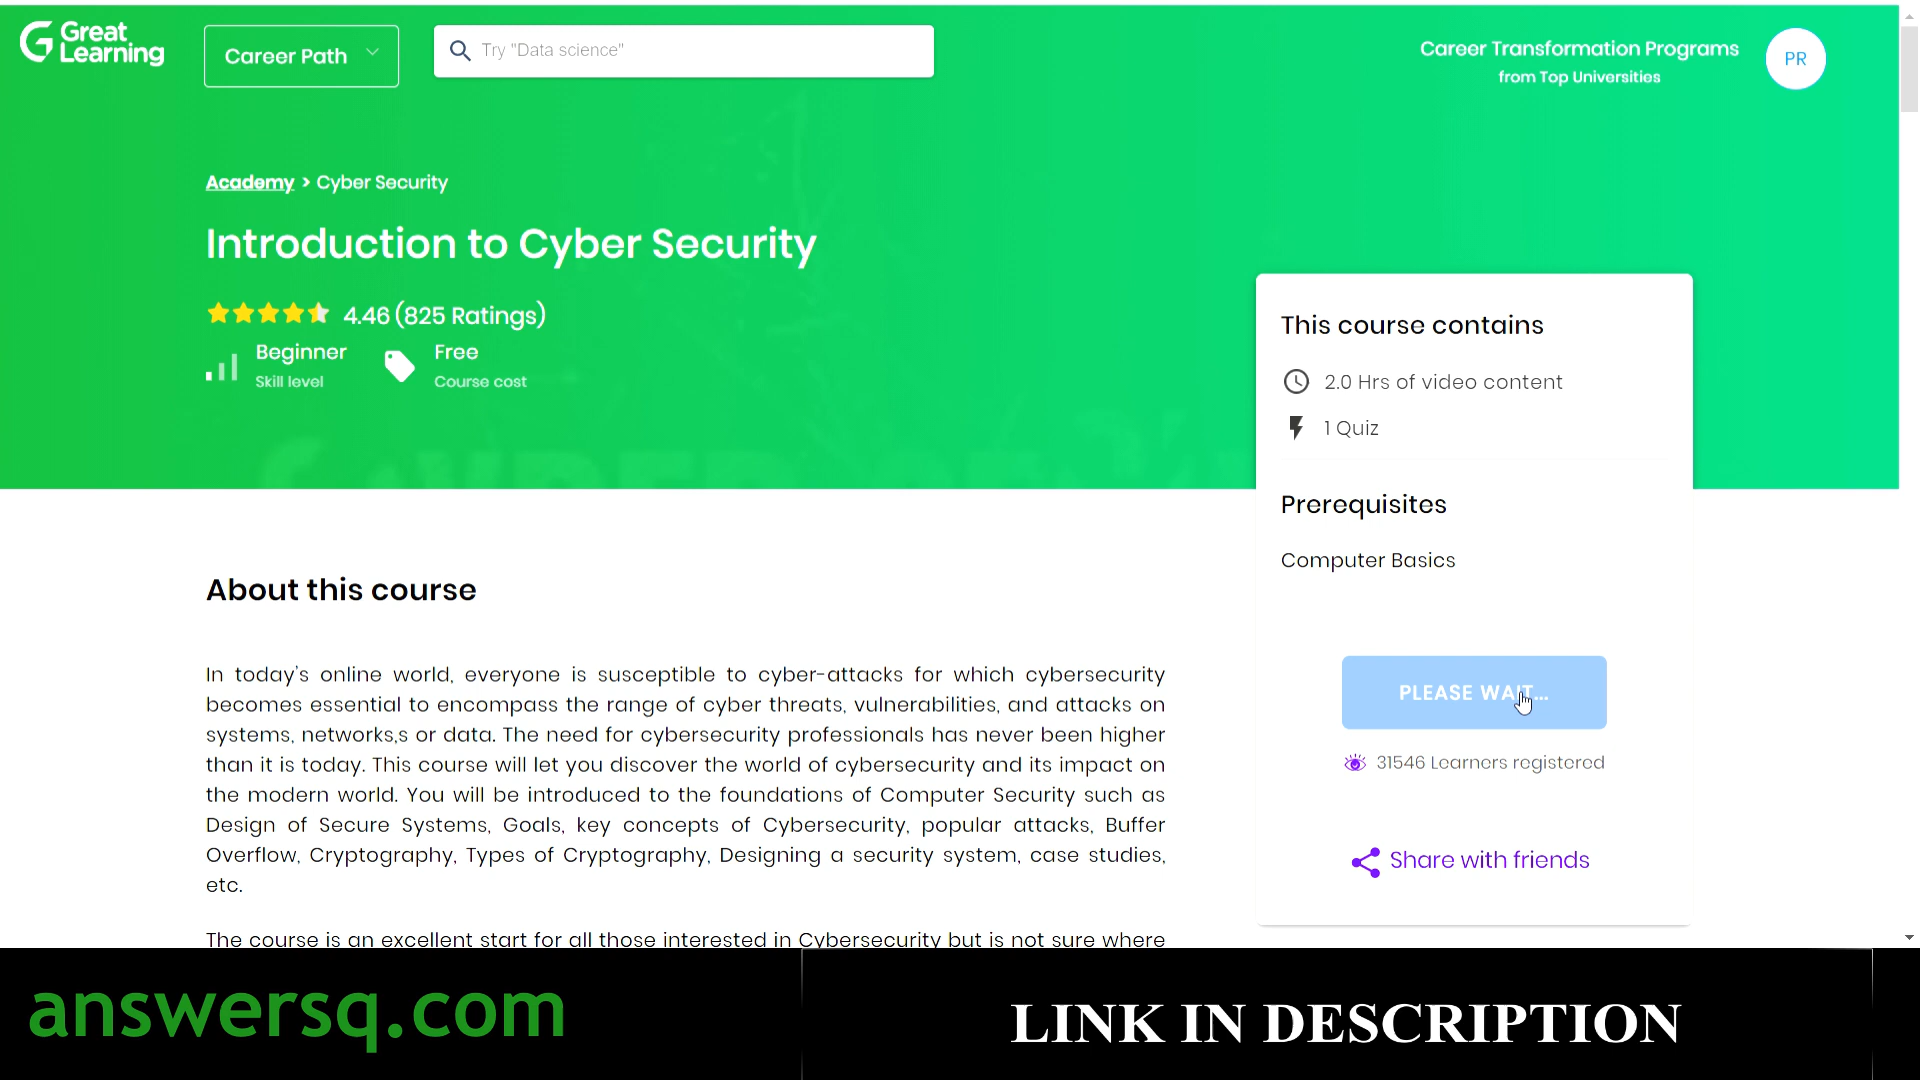 Great
Learning
Career Path
Try "Data science"
Career Transformation Programs
from Top Universities
PR
Academy > Cyber Security
Introduction to Cyber Security
4.46 (825 Ratings)
Beginner
Skill level
Free
Course cost
This course contains
2.0 Hrs of video content
1 Quiz
Prerequisites
Computer Basics
PLEASE WAIT...
31546 Learners registered
Share with friends
About this course
In today's online world, everyone is susceptible to cyber-attacks for which cybersecurity
becomes essential to encompass the range of cyber threats, vulnerabilities, and attacks on
systems, networks,s or data. The need for cybersecurity professionals has never been higher
than it is today. This course will let you discover the world of cybersecurity and its impact on
the modern world. You will be introduced to the foundations of Computer Security such as
Design of Secure Systems, Goals, key concepts of Cybersecurity, popular attacks, Buffer
Overflow, Cryptography, Types of Cryptography, Designing a security system, case studies,
etc.
The course is an excellent start for all those interested in Cybersecurity but is not sure where
answersq.com
LINK IN DESCRIPTION